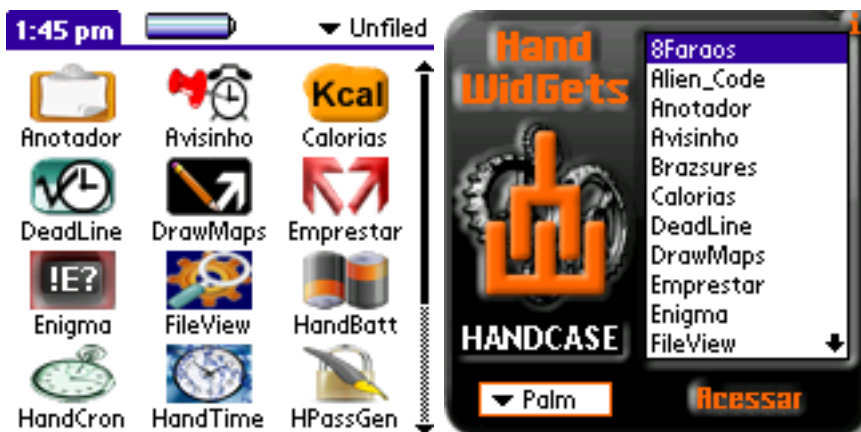 1:45 pm
Unfiled
Kcal
Anotador Avisinho Calorias
DeadLine DrawMaps Emprestar
!E?
Enigma FileView HandBatt
HandCron HandTime HPassGen
i
Hand
WidGets
HANDCASE
Palm
8Faraos
Alien_Code
Anotador
Avisinho
Brazsures
Calorias
DeadLine
DrawMaps
Emprestar
Enigma
FileView
Acessar